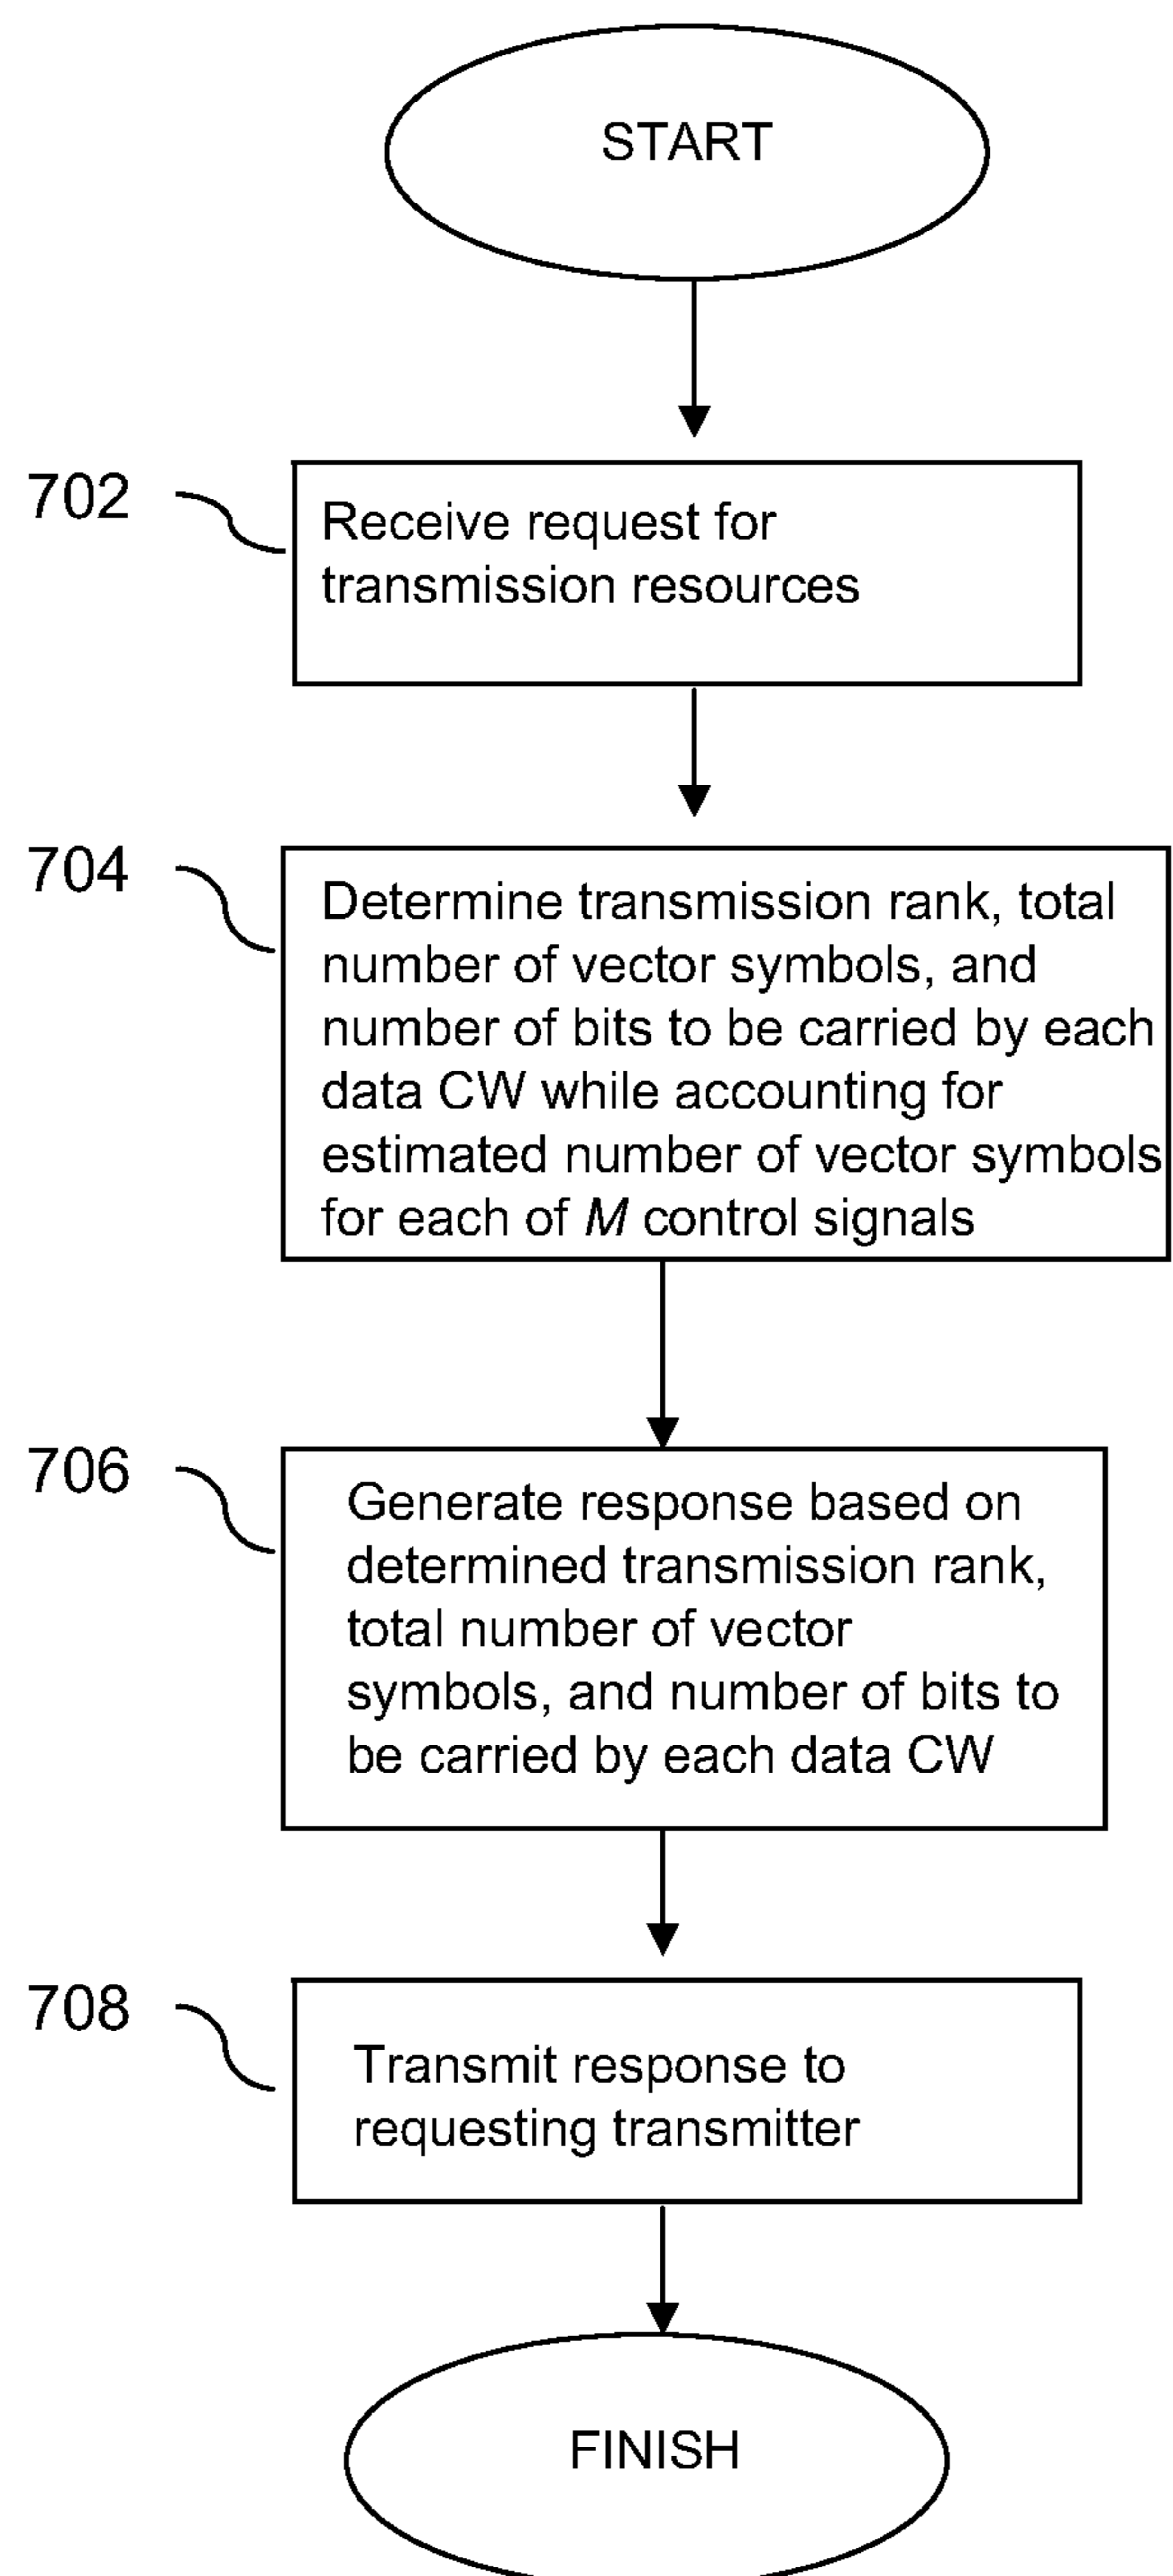 START
702
Receive request for
transmission resources
704
Determine transmission rank, total
number of vector symbols, and
number of bits to be carried by each
data CW while accounting for
estimated number of vector symbols
for each of M control signals
706
Generate response based on
determined transmission rank,
total number of vector
symbols, and number of bits to
be carried by each data CW
708
Transmit response to
requesting transmitter
FINISH